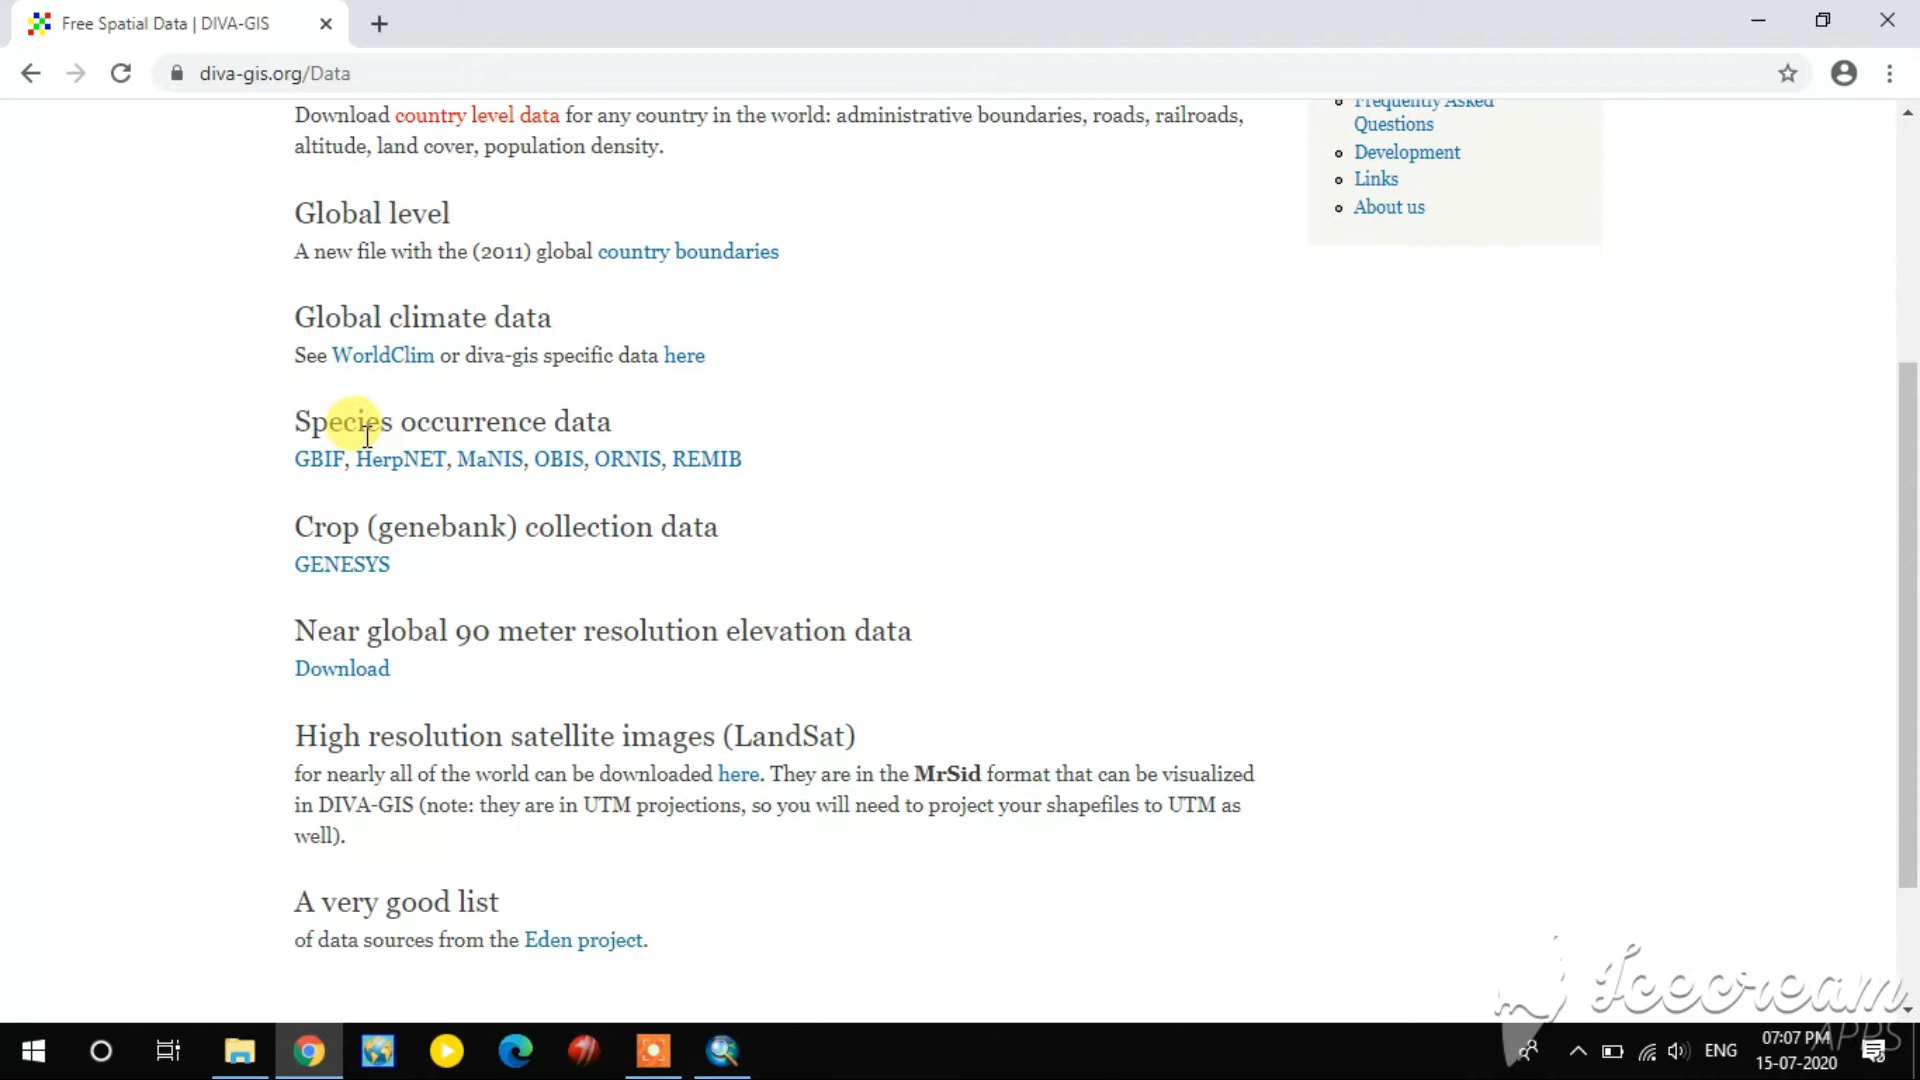 Free Spatial Data | DIVA-GIS
diva-gis.org/Data
Download country level data for any country in the world: administrative boundaries, roads, railroads,
altitude, land cover, population density.
Global level
A new file with the (2011) global country boundaries
Global climate data
See WorldClim or diva-gis specific data here
Species occurrence data
GBIF, HerpNET, MaNIS, OBIS, ORNIS, REMIB
Crop (genebank) collection data
GENESYS
Near global 90 meter resolution elevation data
Download
High resolution satellite images (LandSat)
for nearly all of the world can be downloaded here. They are in the MrSid format that can be visualized
in DIVA-GIS (note: they are in UTM projections, so you will need to project your shapefiles to UTM as
well).
A very good list
of data sources from the Eden project.
Frequently Asked
Questions
Development
Links
About us
Icecream
APPS
ENG
07:07 PM
15-07-2020